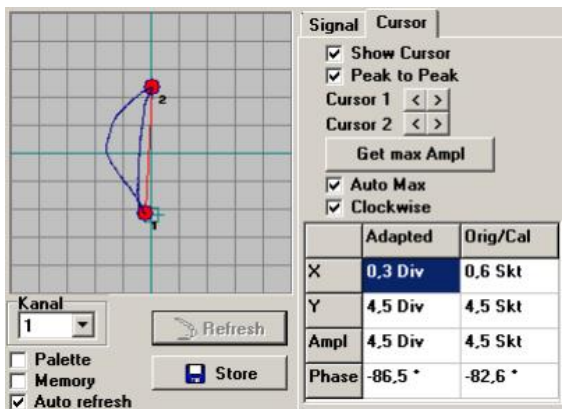 Signal Cursor
Show Cursor
Peak to Peak
Cursor 1 < >
Cursor 2 < >
Get max Ampl
Auto Max
Clockwise
Adapted Orig/Cal
X 0,3 Div 0,6 Skt
Y 4,5 Div 4,5 Skt
Ampl 4,5 Div 4,5 Skt
Phase -86,5 ° -82,6 °
2
1
Kanal
1
Refresh
Palette
Memory
Store
Auto refresh